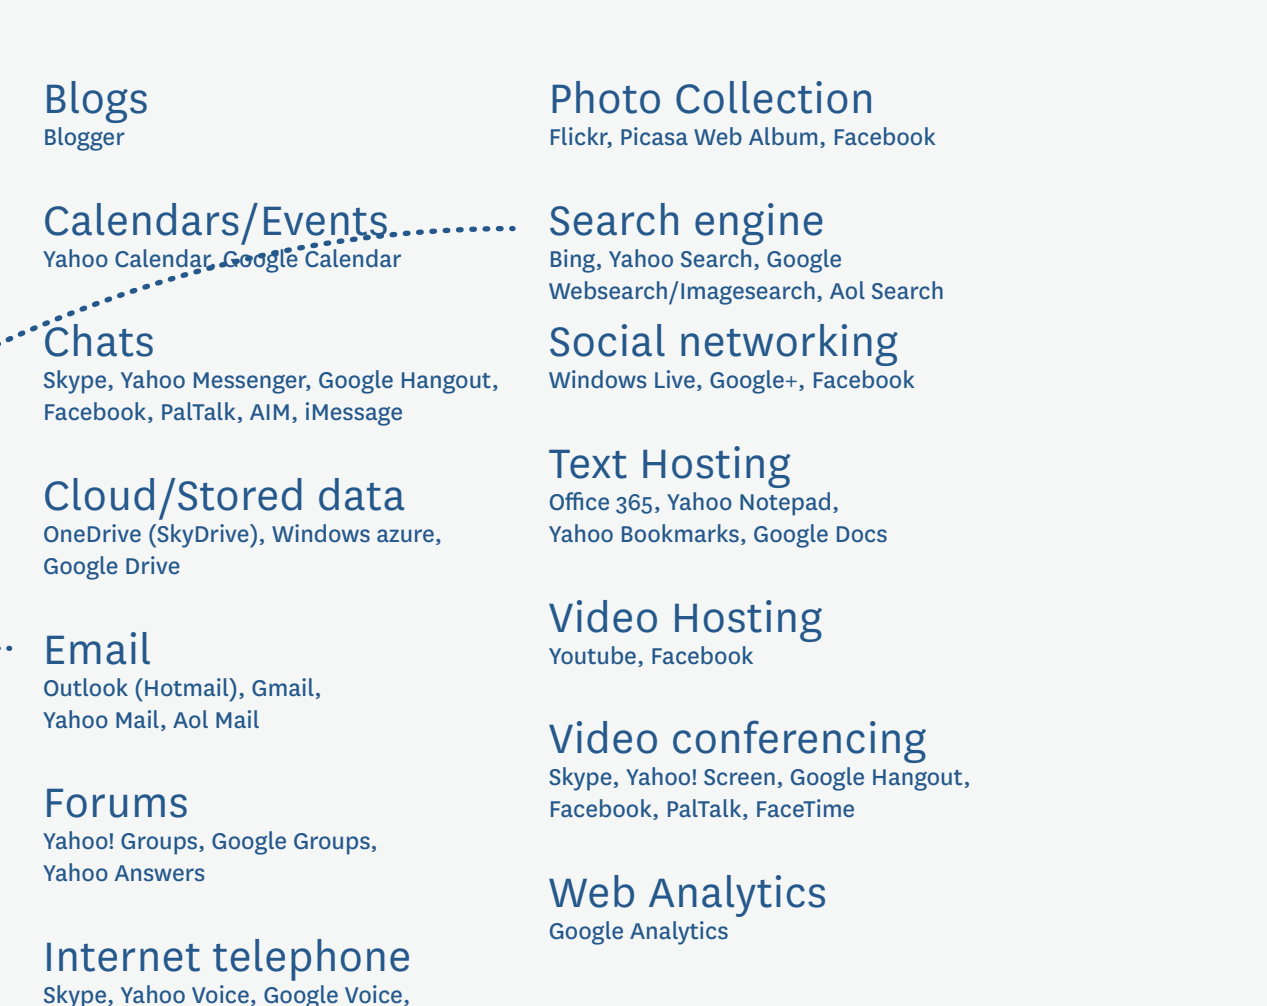 Blogs
Blogger
Calendars/Events
Yahoo Calendar, Google Calendar
Chats
Skype, Yahoo Messenger, Google Hangout,
Facebook, PalTalk, AIM, iMessage
Cloud/Stored data
OneDrive (SkyDrive), Windows azure,
Google Drive
Email
Outlook (Hotmail), Gmail,
Yahoo Mail, Aol Mail
Forums
Yahoo! Groups, Google Groups,
Yahoo Answers
Internet telephone
Skype, Yahoo Voice, Google Voice,
Photo Collection
Flickr, Picasa Web Album, Facebook
Search engine
Bing, Yahoo Search, Google
Websearch/Imagesearch, Aol Search
Social networking
Windows Live, Google+, Facebook
Text Hosting
Office 365, Yahoo Notepad,
Yahoo Bookmarks, Google Docs
Video Hosting
Youtube, Facebook
Video conferencing
Skype, Yahoo! Screen, Google Hangout,
Facebook, PalTalk, FaceTime
Web Analytics
Google Analytics